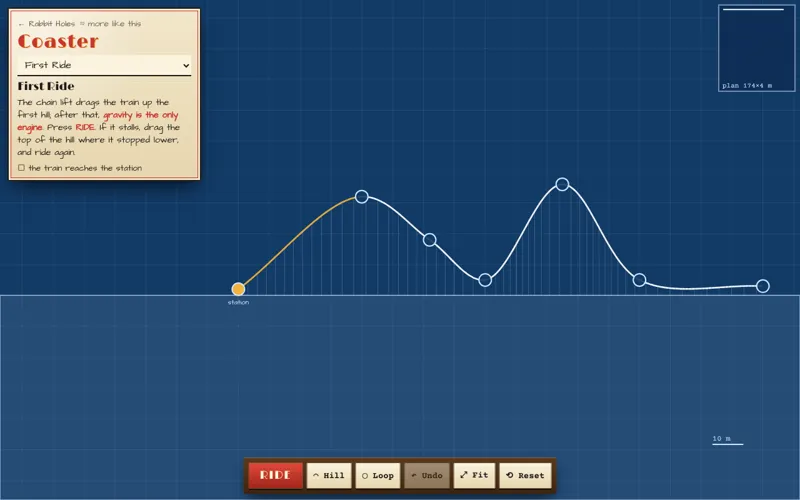 ← Rabbit Holes = more like this
Coaster
First Ride
First Ride
The chain lift drags the train up the
first hill; after that, gravity is the only
engine. Press RIDE. If it stalls, drag the
top of the hill where it stopped lower,
and ride again.
☐ the train reaches the station
plan 174×4 m
station
10 m
RIDE
⌒ Hill
○ Loop
↶ Undo
⤢ Fit
⟲ Reset